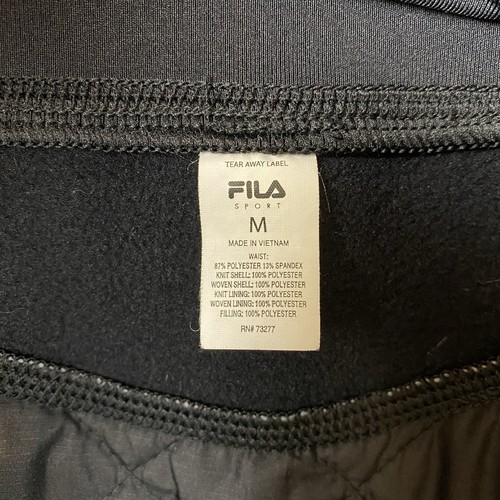 TEAR AWAY LABEL
FILA
SPORT
M
MADE IN VIETNAM
WAIST:
87% POLYESTER 13% SPANDEX
KNIT SHELL: 100% POLYESTER
WOVEN SHELL: 100% POLYESTER
KNIT LINING: 100% POLYESTER
WOVEN LINING: 100% POLYESTER
FILLING: 100% POLYESTER
RN# 73277